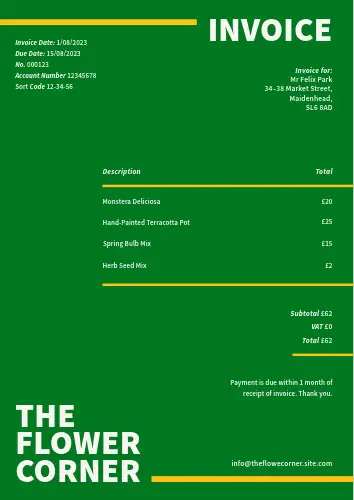 INVOICE
Invoice Date: 1/08/2023
Due Date: 15/08/2023
No. 000123
Account Number 12345678
Sort Code 12-34-56
Invoice for:
Mr Felix Park
34-38 Market Street,
Maidenhead,
SL6 8AD
Description Total
Monstera Deliciosa £20
Hand-Painted Terracotta Pot £25
Spring Bulb Mix £15
Herb Seed Mix £2
Subtotal £62
VAT £0
Total £62
Payment is due within 1 month of
receipt of invoice. Thank you.
THE
FLOWER
CORNER
info@theflowecorner.site.com